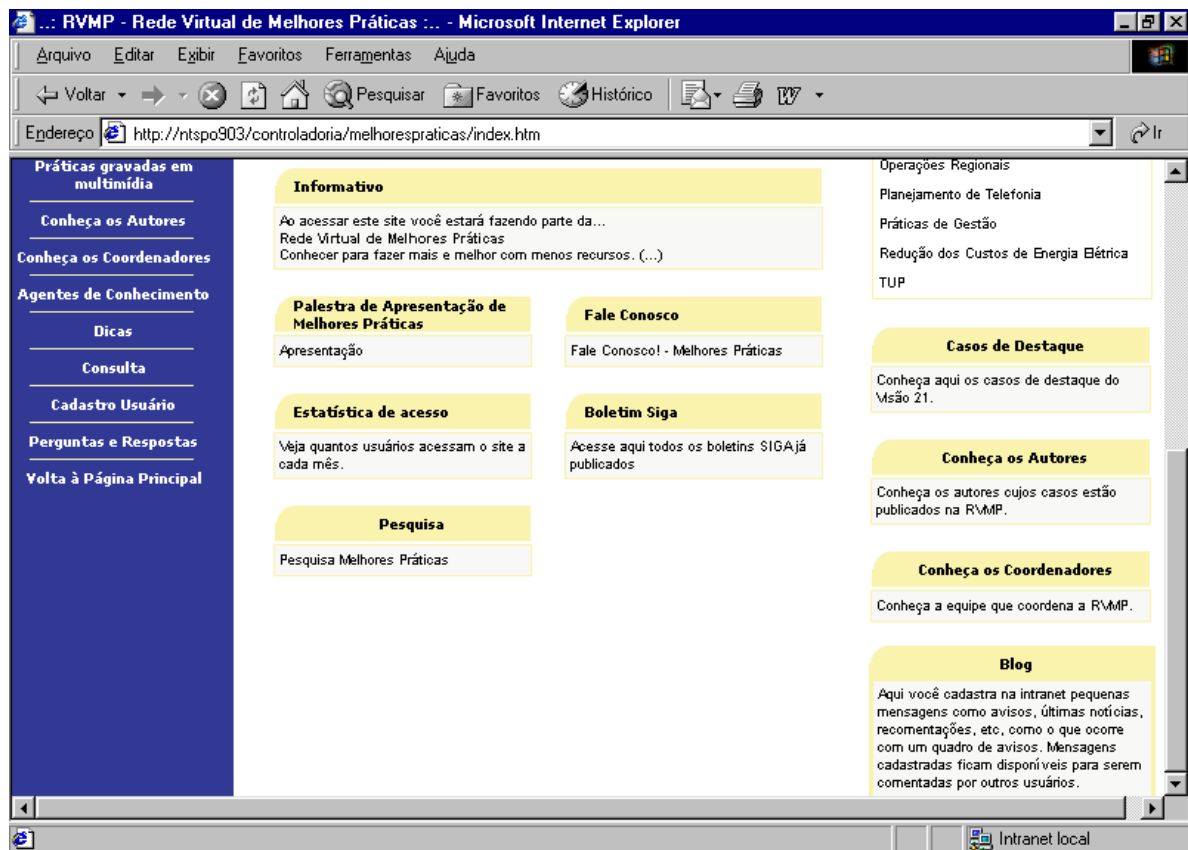 ..: RVMP - Rede Virtual de Melhores Práticas :.. - Microsoft Internet Explorer
Arquivo Editar Exibir Favoritos Ferramentas Ajuda
Voltar Pesquisar Favoritos Histórico
Endereço http://ntspo903/controladoria/melhorespraticas/index.htm Ir
Práticas gravadas em
multimídia
Conheça os Autores
Conheça os Coordenadores
Agentes de Conhecimento
Dicas
Consulta
Cadastro Usuário
Perguntas e Respostas
Volta à Página Principal
Informativo
Ao acessar este site você estará fazendo parte da...
Rede Virtual de Melhores Práticas
Conhecer para fazer mais e melhor com menos recursos. (...)
Palestra de Apresentação de
Melhores Práticas
Apresentação
Fale Conosco
Fale Conosco! - Melhores Práticas
Estatística de acesso
Veja quantos usuários acessam o site a
cada mês.
Boletim Siga
Acesse aqui todos os boletins SIGA já
publicados
Pesquisa
Pesquisa Melhores Práticas
Operações Regionais
Planejamento de Telefonia
Práticas de Gestão
Redução dos Custos de Energia Elétrica
TUP
Casos de Destaque
Conheça aqui os casos de destaque do
Visão 21.
Conheça os Autores
Conheça os autores cujos casos estão
publicados na RVMP.
Conheça os Coordenadores
Conheça a equipe que coordena a RVMP.
Blog
Aqui você cadastra na intranet pequenas
mensagens como avisos, últimas notícias,
recomentações, etc, como o que ocorre
com um quadro de avisos. Mensagens
cadastradas ficam disponíveis para serem
comentadas por outros usuários.
Intranet local